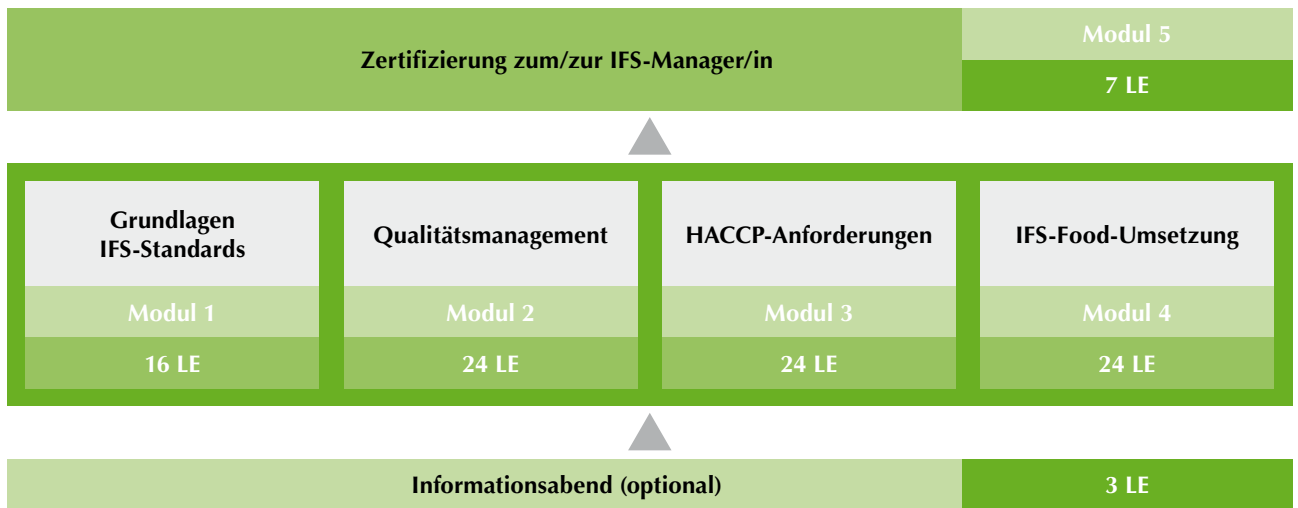 Zertifizierung zum/zur IFS-Manager/in
Modul 5
7 LE
Grundlagen
IFS-Standards
Modul 1
16 LE
Qualitätsmanagement
Modul 2
24 LE
HACCP-Anforderungen
Modul 3
24 LE
IFS-Food-Umsetzung
Modul 4
24 LE
Informationsabend (optional)
3 LE